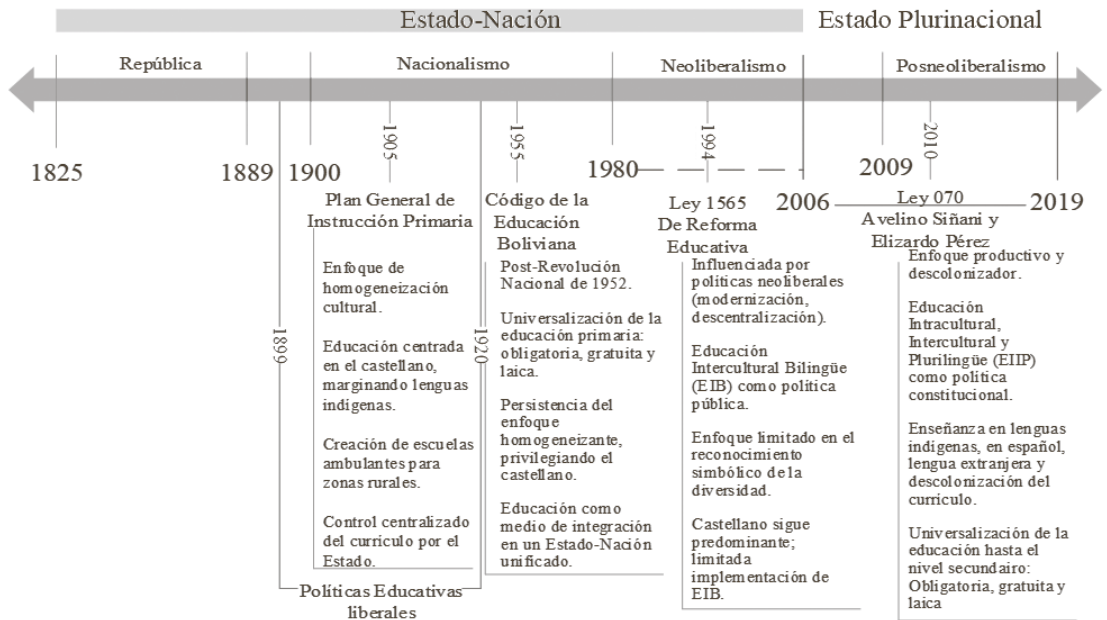 Estado-Nación
Estado Plurinacional
República
Nacionalismo
Neoliberalismo
Posneoliberalismo
1825
1889
1900
1905
1955
1980
1994
2006
2009
2010
2019
1899
1920
Plan General de
Instrucción Primaria
Enfoque de
homogeneización
cultural.
Educación centrada
en el castellano,
marginando lenguas
indígenas.
Creación de escuelas
ambulantes para
zonas rurales.
Control centralizado
del currículo por el
Estado.
Políticas Educativas
liberales
Código de la
Educación
Boliviana
Post-Revolución
Nacional de 1952.
Universalización de la
educación primaria:
obligatoria, gratuita y
laica.
Persistencia del
enfoque
homogeneizante,
privilegiando el
castellano.
Educación como
medio de integración
en un Estado-Nación
unificado.
Ley 1565
De Reforma
Educativa
Influenciada por
políticas neoliberales
(modernización,
descentralización).
Educación
Intercultural Bilingüe
(EIB) como política
pública.
Enfoque limitado en el
reconocimiento
simbólico de la
diversidad.
Castellano sigue
predominante;
limitada
implementación de
EIB.
Ley 070
Avelino Siñani y
Elizardo Pérez
Enfoque productivo y
descolonizador.
Educación
Intracultural,
Intercultural y
Plurilingüe (EIIP)
como política
constitucional.
Enseñanza en lenguas
indígenas, en español,
lengua extranjera y
descolonización del
currículo.
Universalización de la
educación hasta el
nivel secundairo:
Obligatoria, gratuita y
laica